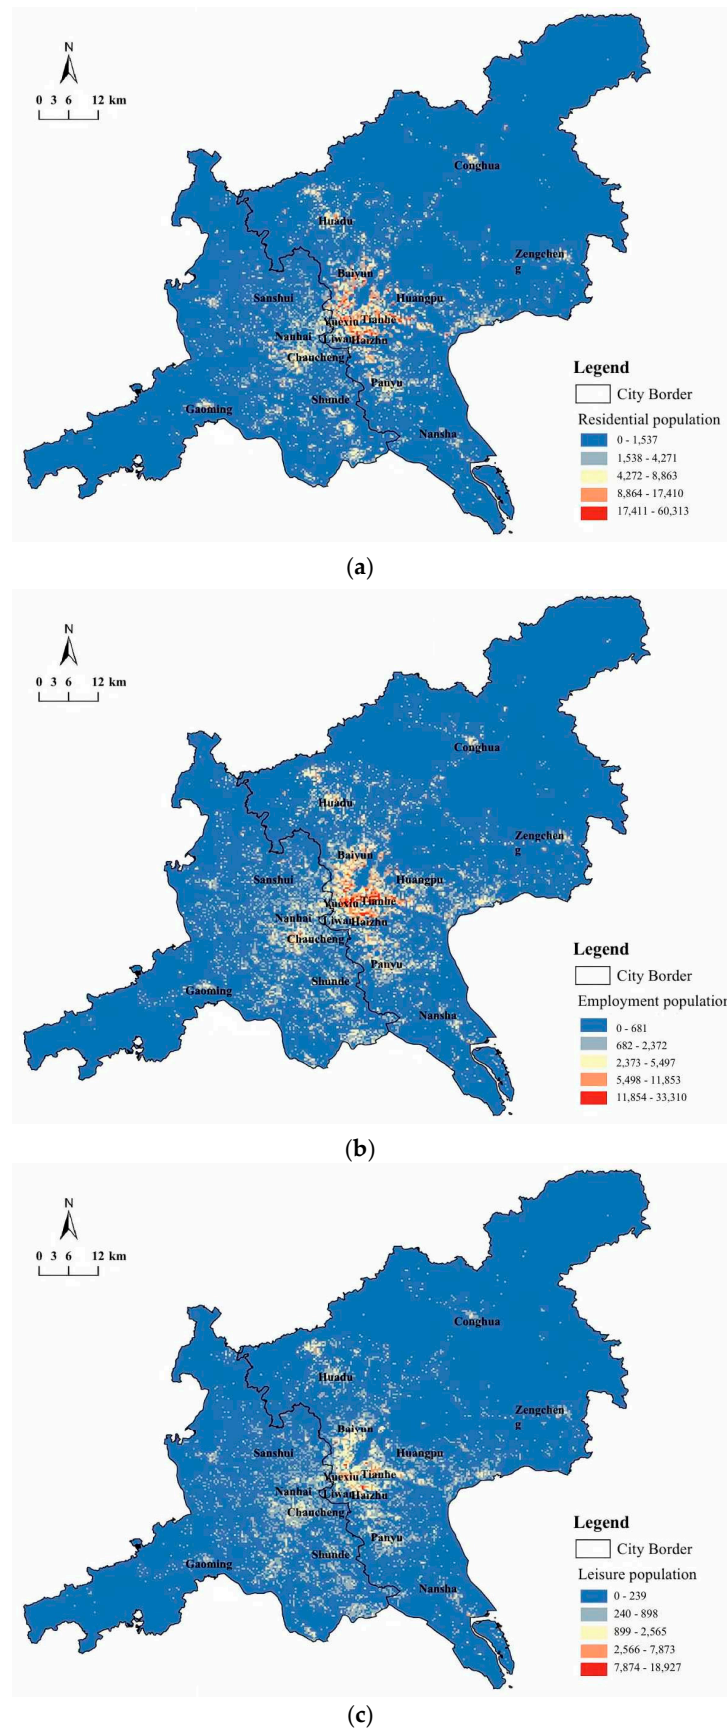 N
0 3 6 12 km
Conghua
Huadu
Zengchen
g
Baiyun
Sanshui
Huangpu
Yuexiu
Tianhe
Nanhai
Liwan
Haizhu
Chaucheng
Panyu
Shunde
Gaoming
Nansha
Legend
City Border
Residential population
0 - 1,537
1,538 - 4,271
4,272 - 8,863
8,864 - 17,410
17,411 - 60,313
(a)
N
0 3 6 12 km
Conghua
Huadu
Zengchen
g
Baiyun
Sanshui
Huangpu
Yuexiu
Tianhe
Nanhai
Liwan
Haizhu
Chaucheng
Panyu
Shunde
Gaoming
Nansha
Legend
City Border
Employment population
0 - 681
682 - 2,372
2,373 - 5,497
5,498 - 11,853
11,854 - 33,310
(b)
N
0 3 6 12 km
Conghua
Huadu
Zengchen
g
Baiyun
Sanshui
Huangpu
Yuexiu
Tianhe
Nanhai
Liwan
Haizhu
Chaucheng
Panyu
Shunde
Gaoming
Nansha
Legend
City Border
Leisure population
0 - 239
240 - 898
899 - 2,565
2,566 - 7,873
7,874 - 18,927
(c)